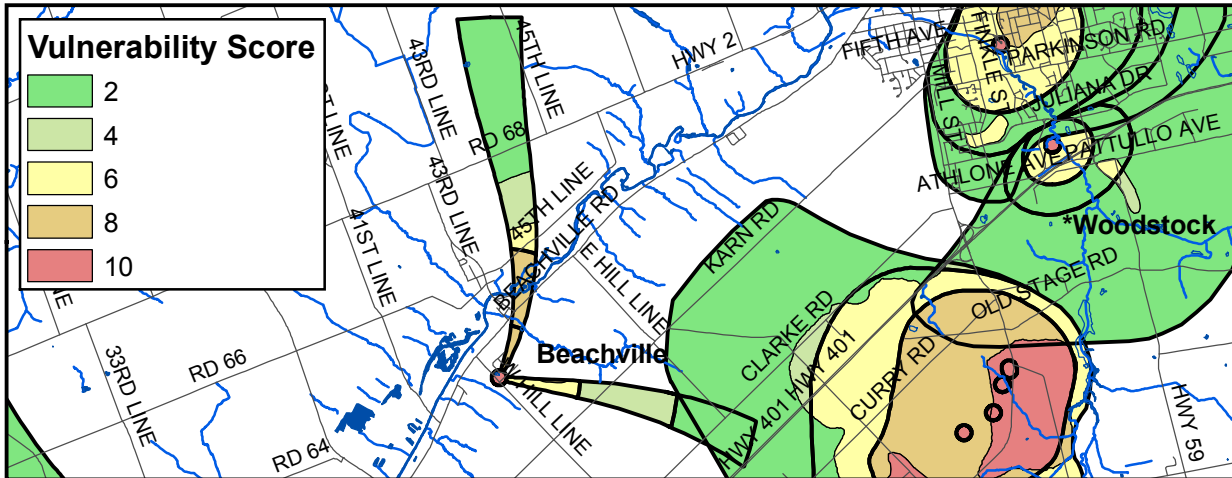 Vulnerability Score
2
4
6
8
10
43RD LINE
45TH LINE
HWY 2
FIFTH AVE
FINKLE ST
PARKINSON RD
MILL ST
JULIANA DR
ATHLONE AVE
PATTULLO AVE
*Woodstock
RD 68
43RD LINE
45TH LINE
BEACHVILLE RD
41ST LINE
E HILL LINE
KARN RD
OLD STAGE RD
CLARKE RD
HWY 401
CURRY RD
Beachville
W HILL LINE
33RD LINE
RD 66
RD 64
HWY 401
HWY 59